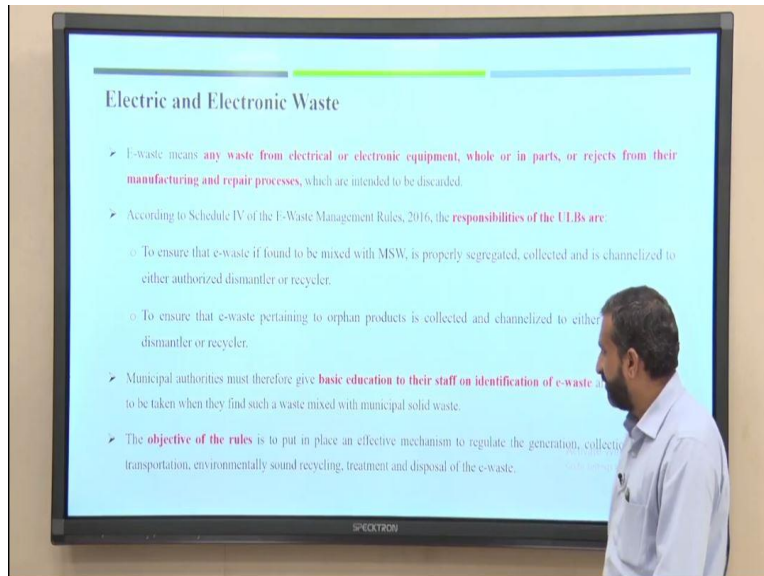 Electric and Electronic Waste
➢ E-waste means any waste from electrical or electronic equipment, whole or in parts, or rejects from their
manufacturing and repair processes, which are intended to be discarded.
➢ According to Schedule IV of the E-Waste Management Rules, 2016, the responsibilities of the ULBs are:
o To ensure that e-waste if found to be mixed with MSW, is properly segregated, collected and is channelized to
either authorized dismantler or recycler.
o To ensure that e-waste pertaining to orphan products is collected and channelized to either
dismantler or recycler.
➢ Municipal authorities must therefore give basic education to their staff on identification of e-waste
to be taken when they find such a waste mixed with municipal solid waste.
➢ The objective of the rules is to put in place an effective mechanism to regulate the generation, collectio
transportation, environmentally sound recycling, treatment and disposal of the e-waste.
SPECKTRON